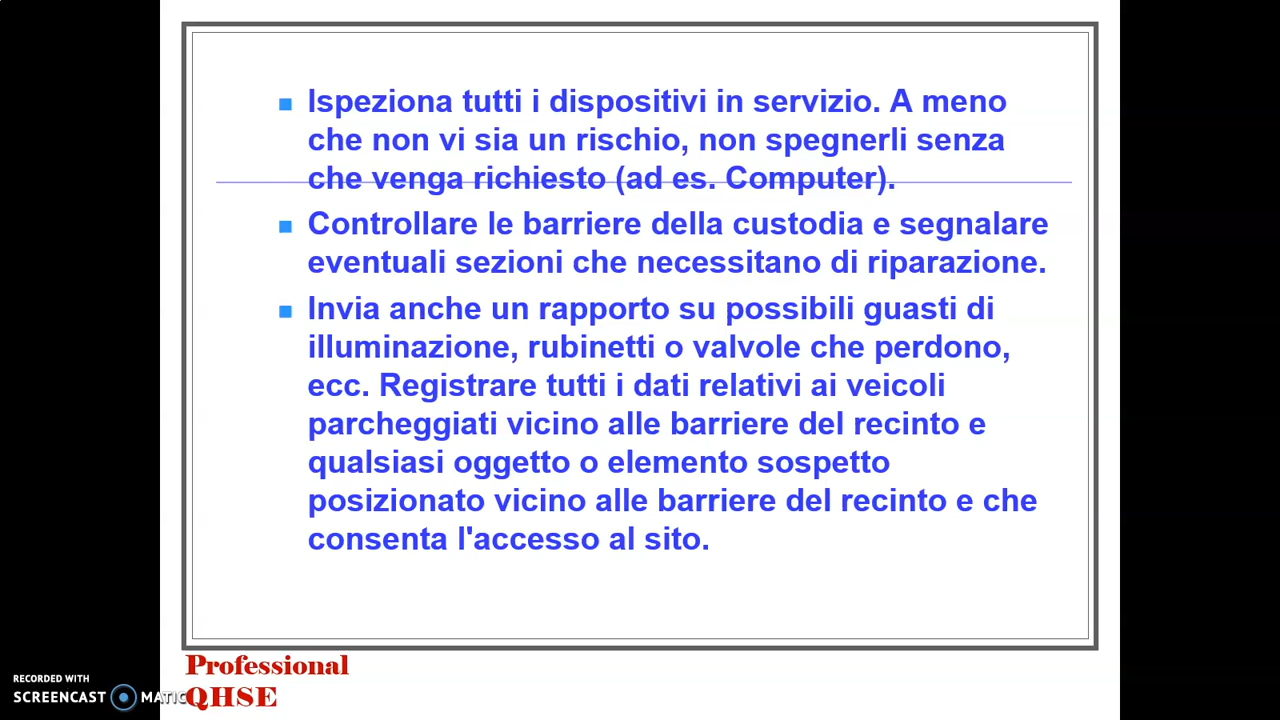 Ispeziona tutti i dispositivi in servizio. A meno
che non vi sia un rischio, non spegnerli senza
che venga richiesto (ad es. Computer).
Controllare le barriere della custodia e segnalare
eventuali sezioni che necessitano di riparazione.
Invia anche un rapporto su possibili guasti di
illuminazione, rubinetti o valvole che perdono,
ecc. Registrare tutti i dati relativi ai veicoli
parcheggiati vicino alle barriere del recinto e
qualsiasi oggetto o elemento sospetto
posizionato vicino alle barriere del recinto e che
consenta l'accesso al sito.
Professional
QHSE
RECORDED WITH
SCREENCAST MATIC